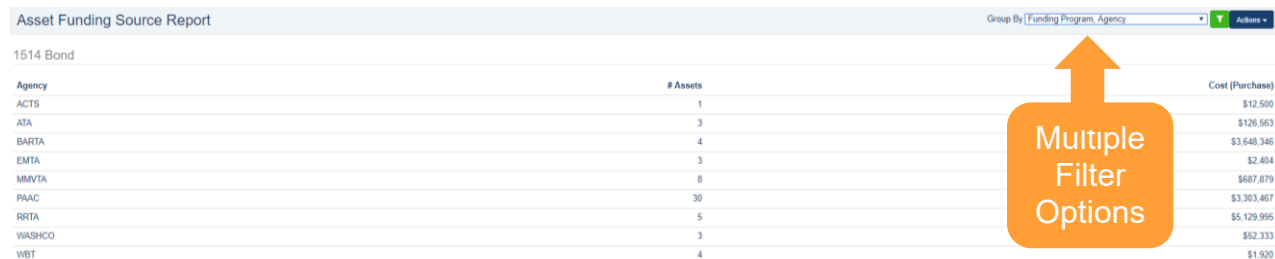 Asset Funding Source Report
Group By Funding Program, Agency
Actions
1514 Bond
Agency # Assets Cost (Purchase)
ACTS 1 $12,500
ATA 3 $126,563
BARTA 4 $3,648,346
EMTA 3 $2,404
MMVTA 8 $687,879
PAAC 30 $3,303,467
RRTA 5 $5,129,995
WASHCO 3 $52,333
WBT 4 $1,920
Multiple
Filter
Options